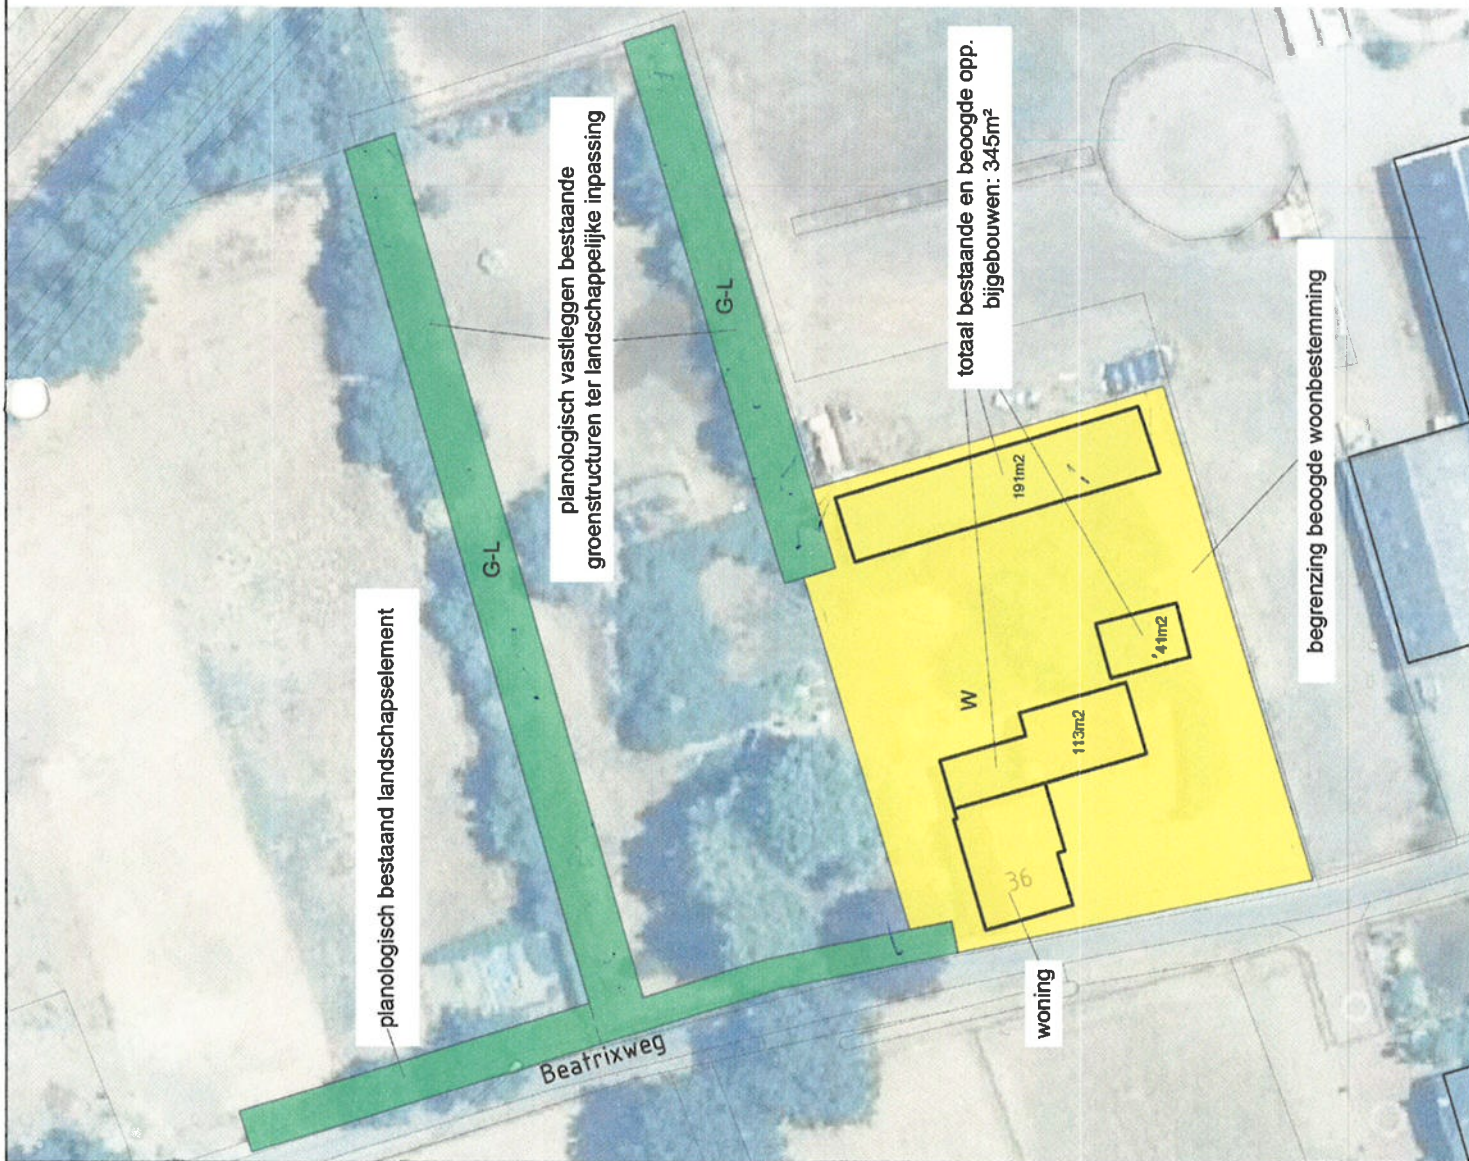 planologisch bestaand landschapselement
planologisch vastleggen bestaande
groenstructuren ter landschappelijke inpassing
totaal bestaande en beoogde opp.
bijgebouwen: 345m²
begrenzing beoogde woonbestemming
woning
Beatrixweg
G-L
G-L
W
191m2
41m2
113m2
36